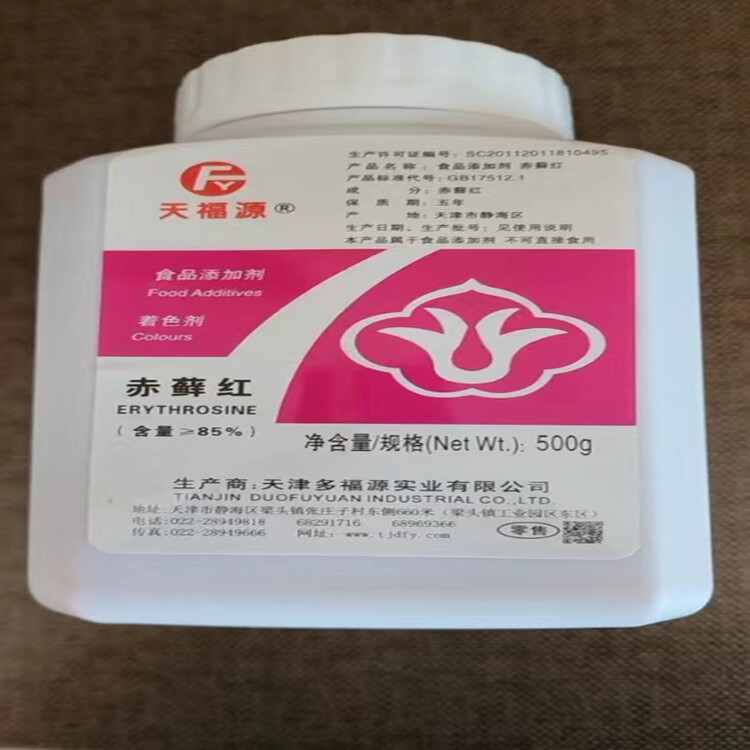 生产许可证编号：SC20112011810495
产品名称：食品添加剂 赤藓红
产品标准代号：GB17512.1
成 分：赤藓红
保 质 期：五年
产 地：天津市静海区
生产日期、生产批号：见使用说明
本产品属于食品添加剂 不可直接食用
FY
天福源®
食品添加剂
Food Additives
着色剂
Colours
赤藓红
ERYTHROSINE
（含量≥85%）
净含量/规格(Net Wt.)：500g
生产商：天津多福源实业有限公司
TIANJIN DUOFUYUAN INDUSTRIAL CO.,LTD.
地址：天津市静海区梁头镇张庄子村东侧660米（梁头镇工业园区东区）
电话：022-28949818 68291716 68969366
传真：022-28949666 网址：www.tjdfy.com
零售